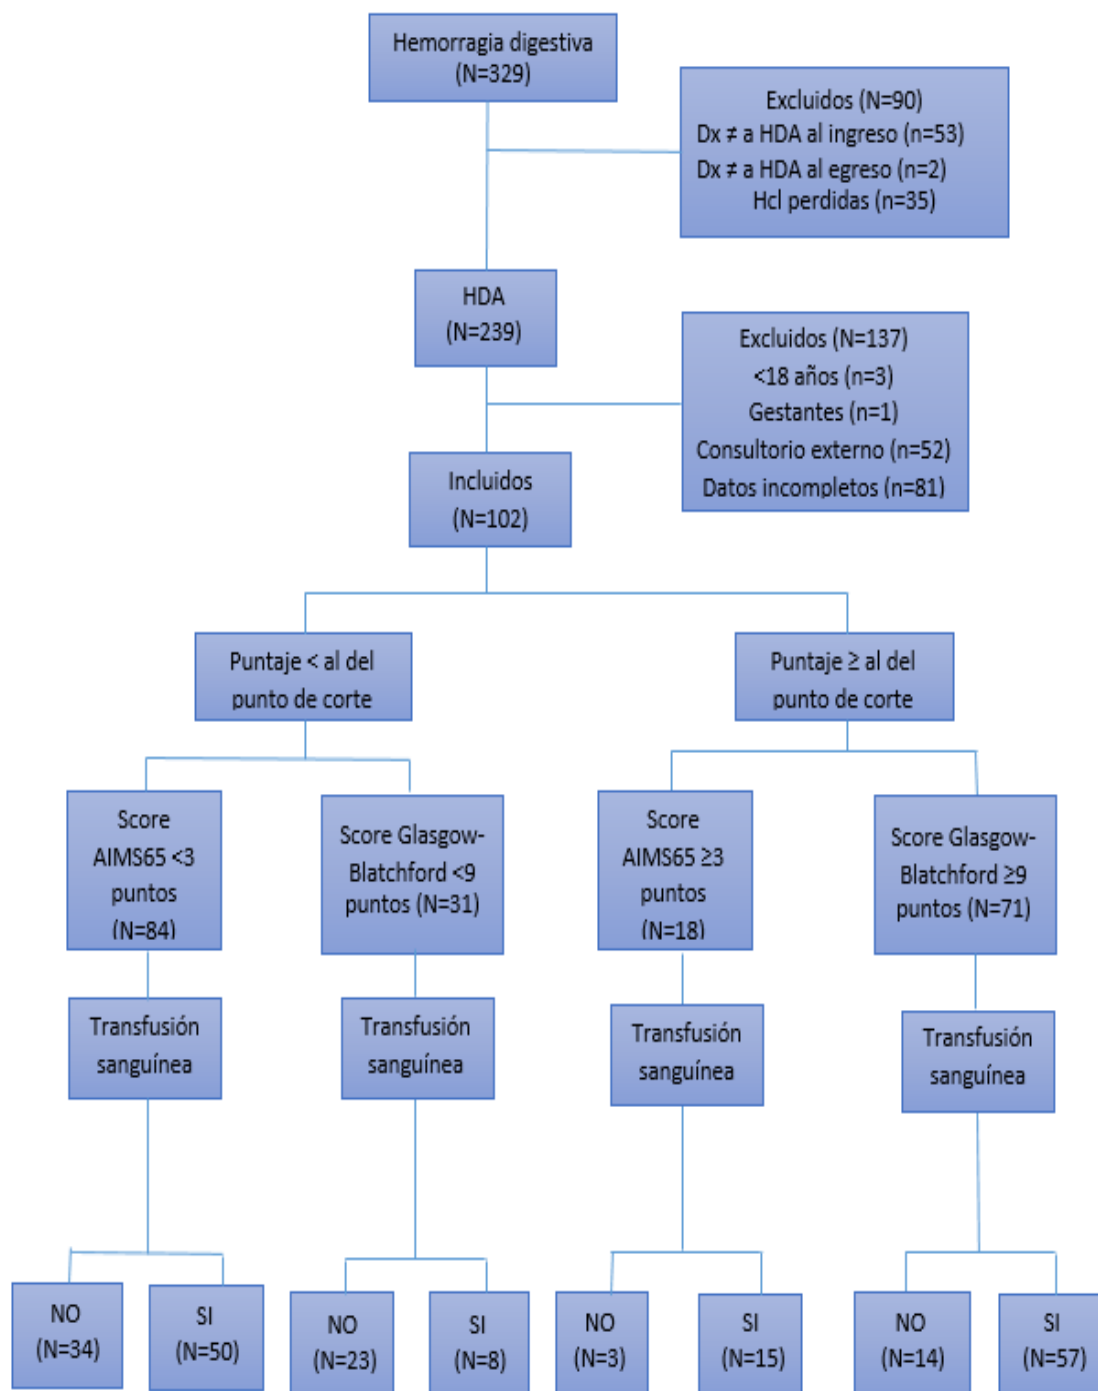 Hemorragia digestiva
(N=329)
Excluidos (N=90)
Dx ≠ a HDA al ingreso (n=53)
Dx ≠ a HDA al egreso (n=2)
Hcl perdidas (n=35)
HDA
(N=239)
Excluidos (N=137)
<18 años (n=3)
Gestantes (n=1)
Consultorio externo (n=52)
Datos incompletos (n=81)
Incluidos
(N=102)
Puntaje < al del
punto de corte
Puntaje ≥ al del
punto de corte
Score
AIMS65 <3
puntos
(N=84)
Score Glasgow-
Blatchford <9
puntos (N=31)
Score
AIMS65 ≥3
puntos
(N=18)
Score Glasgow-
Blatchford ≥9
puntos (N=71)
Transfusión
sanguínea
Transfusión
sanguínea
Transfusión
sanguínea
Transfusión
sanguínea
NO
(N=34)
SI
(N=50)
NO
(N=23)
SI
(N=8)
NO
(N=3)
SI
(N=15)
NO
(N=14)
SI
(N=57)